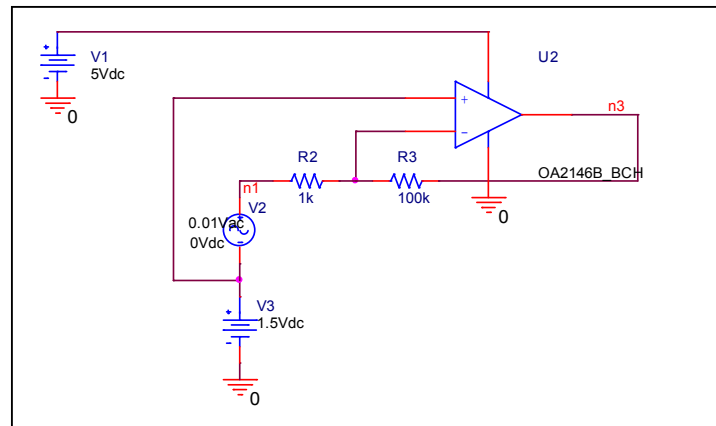 V1
5Vdc
0
U2
n3
R2
1k
R3
100k
OA2146B_BCH
0
n1
V2
0.01Vac
0Vdc
V3
1.5Vdc
0